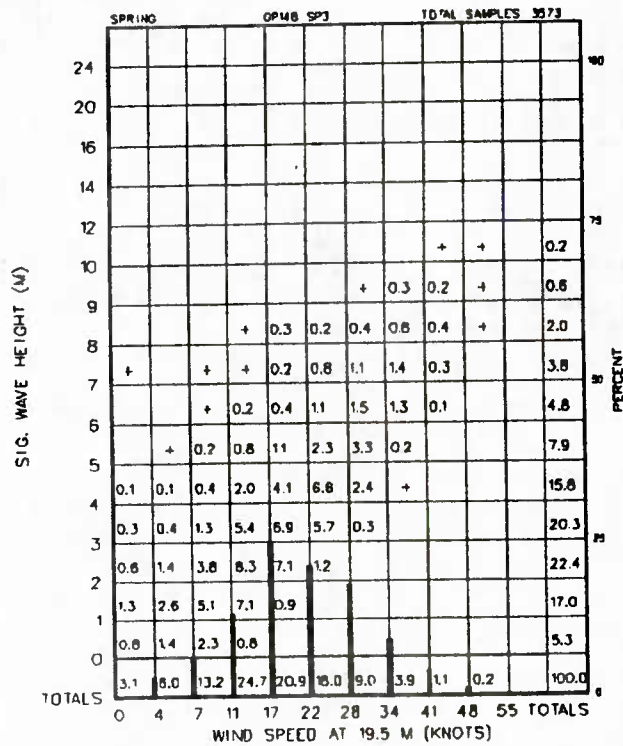 SPRING OP14B SP3 TOTAL SAMPLES 3573
24
100
20
16
14
12
75
+ + 0.2
10
+ 0.3 0.2 + 0.6
9
+ 0.3 0.2 0.4 0.6 0.4 + 2.0
8
+ + + 0.2 0.8 1.1 1.4 0.3 3.8
7
50
+ 0.2 0.4 1.1 1.5 1.3 0.1 4.8
6
+ 0.2 0.8 11 2.3 3.3 0.2 7.9
5
0.1 0.1 0.4 2.0 4.1 6.6 2.4 + 15.8
4
0.3 0.4 1.3 5.4 6.9 5.7 0.3 20.3
3
25
0.6 1.4 3.8 8.3 7.1 1.2 22.4
2
1.3 2.6 5.1 7.1 0.9 17.0
1
0.8 1.4 2.3 0.8 5.3
0
3.1 6.0 13.2 24.7 20.9 18.0 9.0 3.9 1.1 0.2 100.0
0
TOTALS
0 4 7 11 17 22 28 34 41 48 55 TOTALS
WIND SPEED AT 19.5 M (KNOTS)
SIG. WAVE HEIGHT (M)
PERCENT